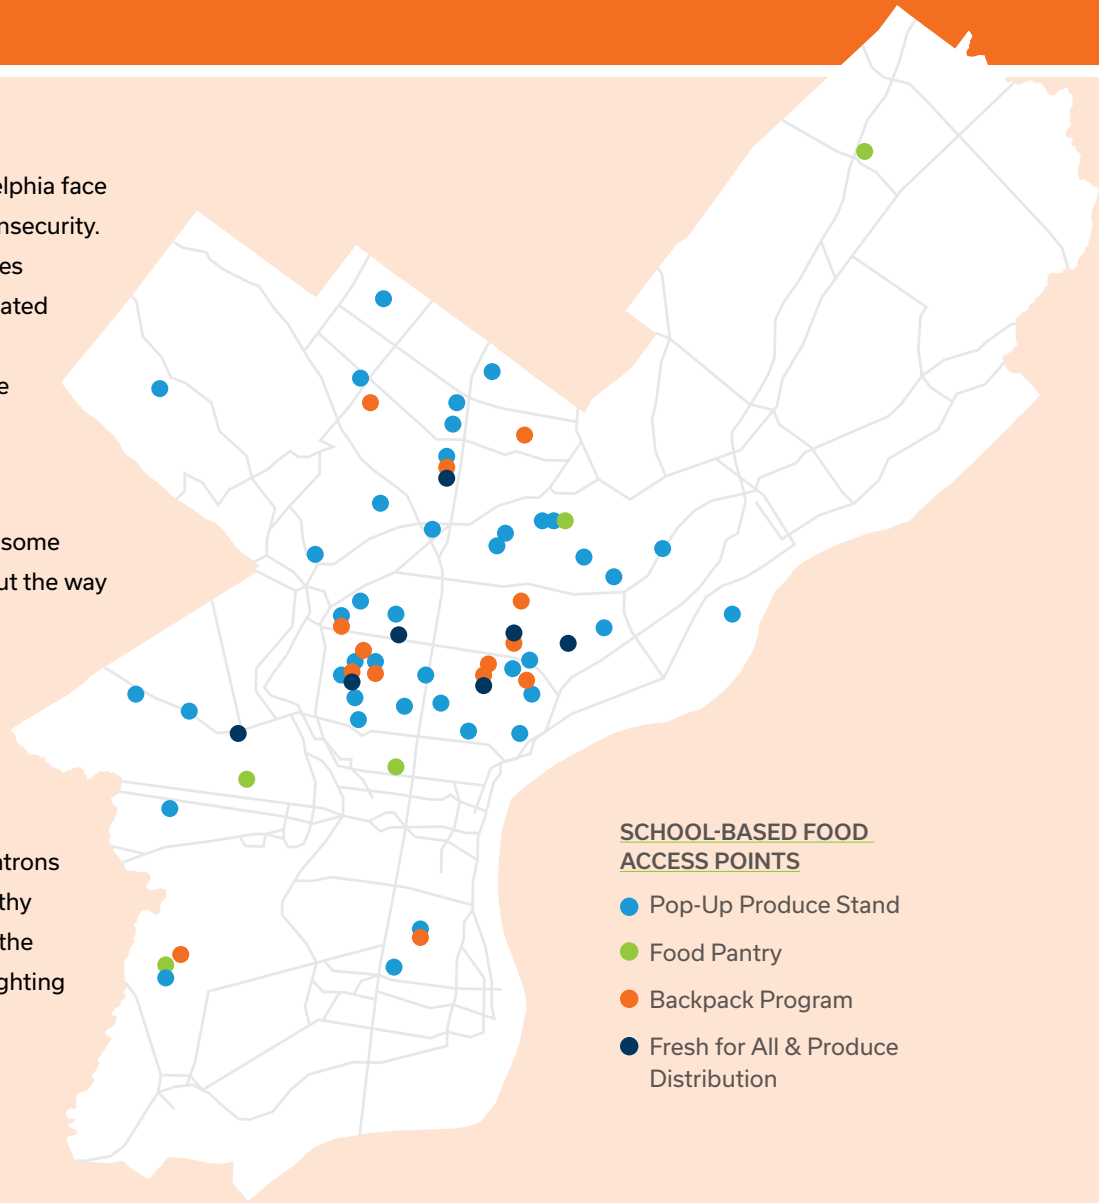 elphia face
nsecurity.
es
ated
e
some
ut the way
atrons
thy
the
ghting
SCHOOL-BASED FOOD
ACCESS POINTS
Pop-Up Produce Stand
Food Pantry
Backpack Program
Fresh for All & Produce
Distribution